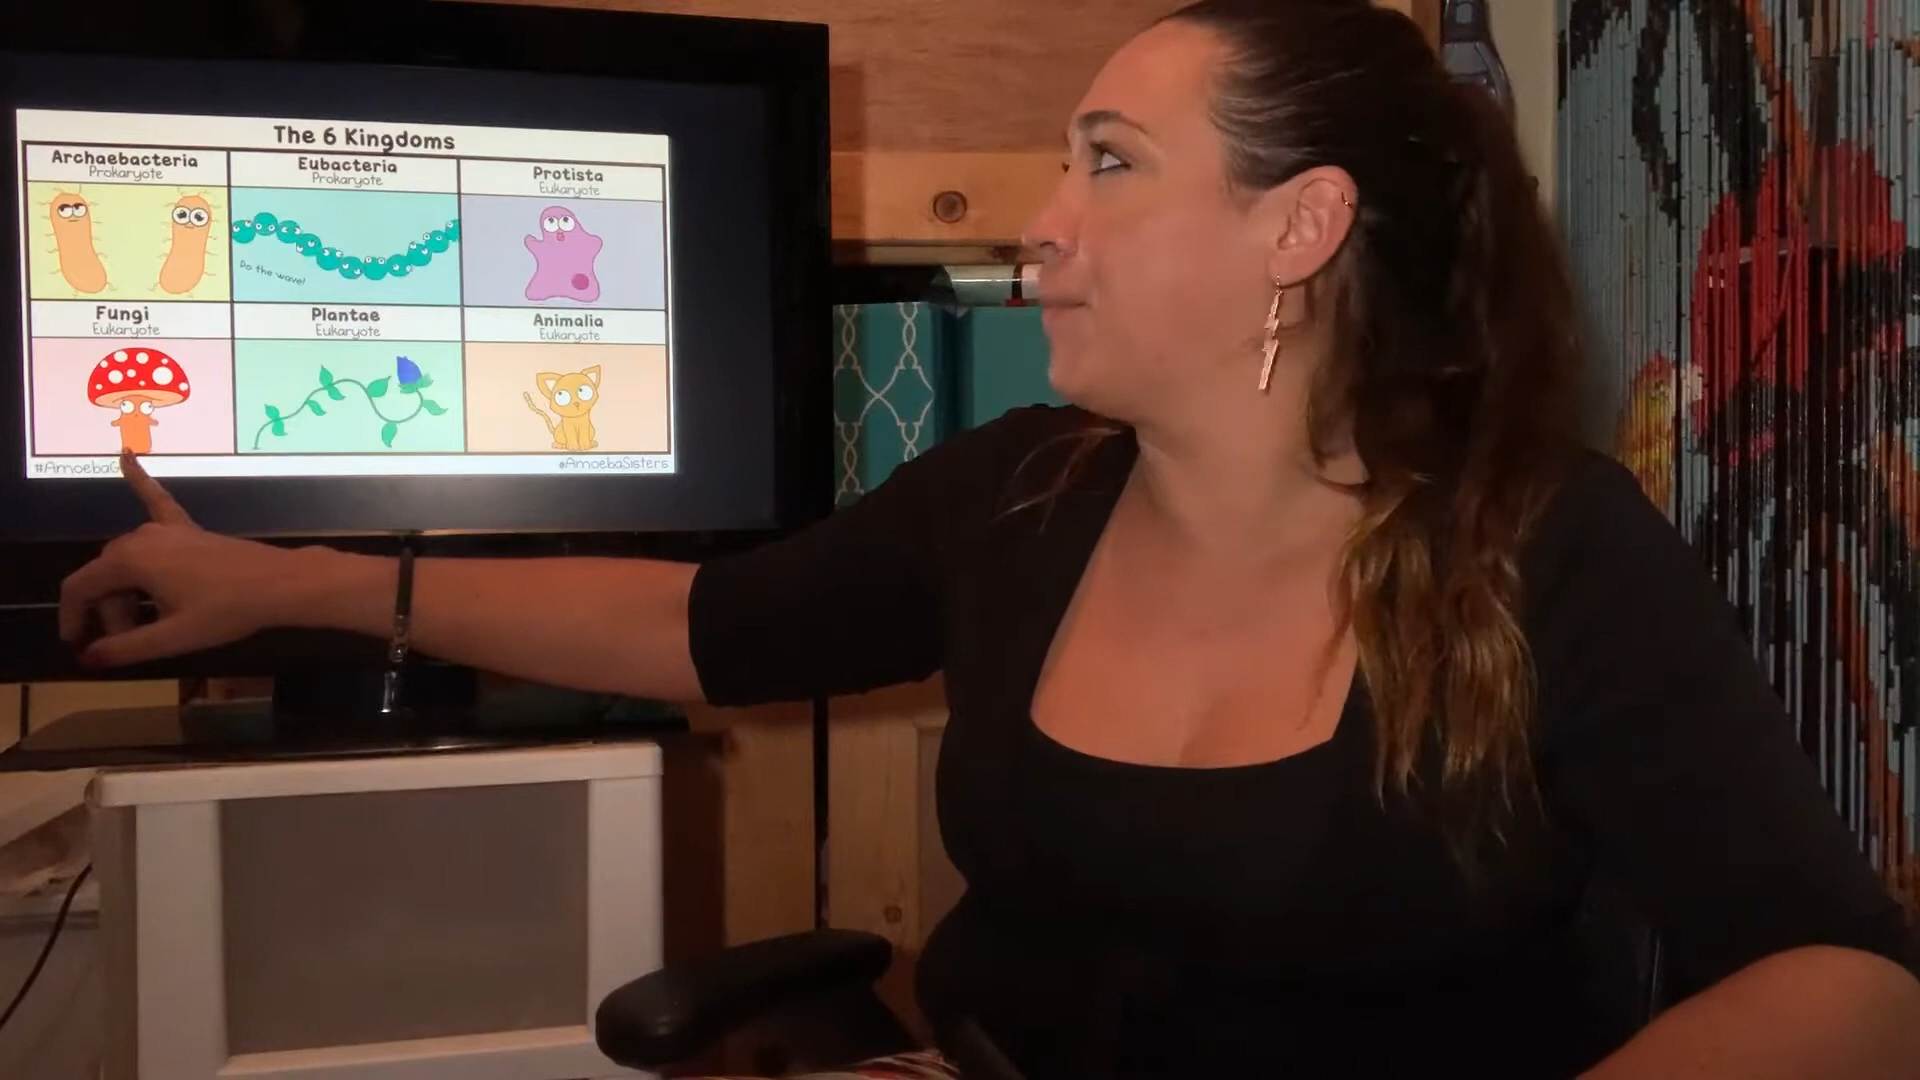 The 6 Kingdoms
Archaebacteria
Prokaryote
Eubacteria
Prokaryote
Protista
Eukaryote
Do the wave!
Fungi
Eukaryote
Plantae
Eukaryote
Animalia
Eukaryote
@AmoebaSisters